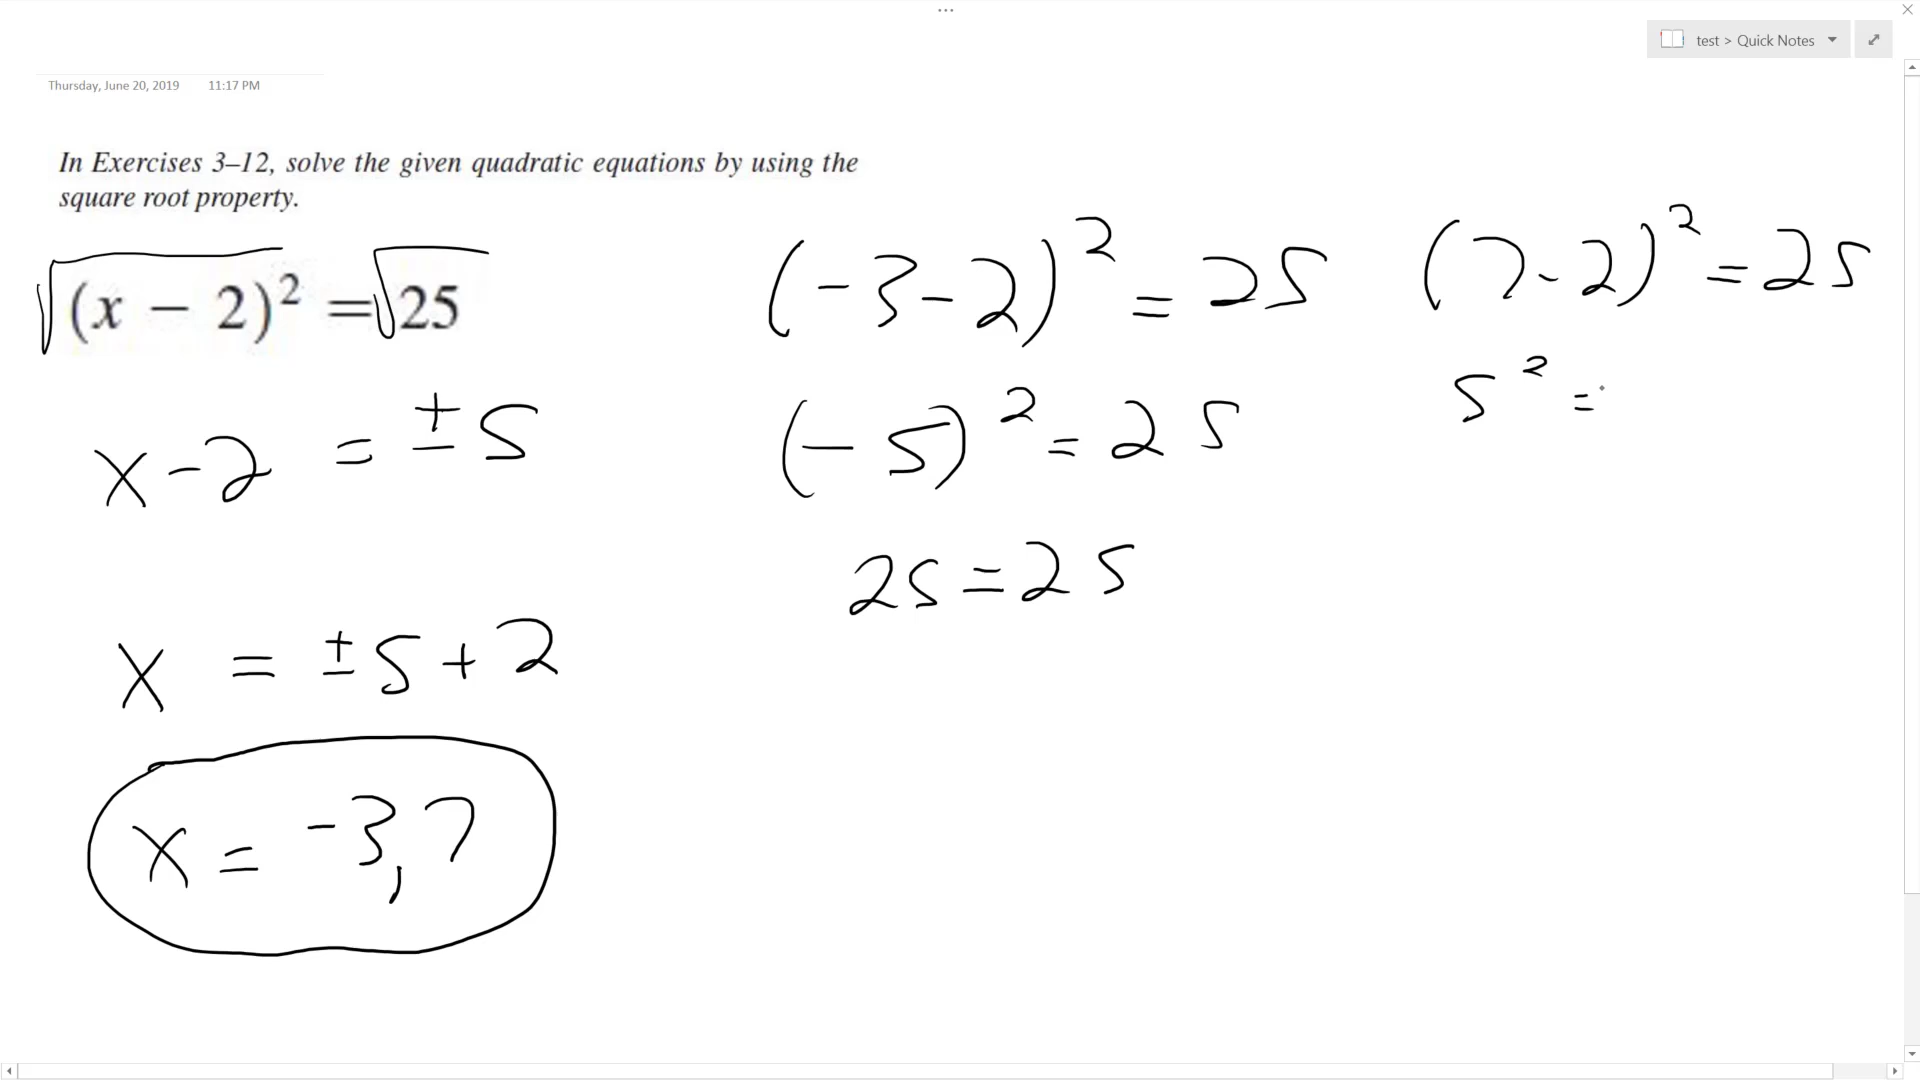 test > Quick Notes
Thursday, June 20, 2019 11:17 PM
In Exercises 3–12, solve the given quadratic equations by using the
square root property.
√(x − 2)² = √25
x - 2 = ± 5
x = ± 5 + 2
x = -3, 7
(-3 - 2)² = 25
(-5)² = 25
25 = 25
(7 - 2)² = 25
5² =